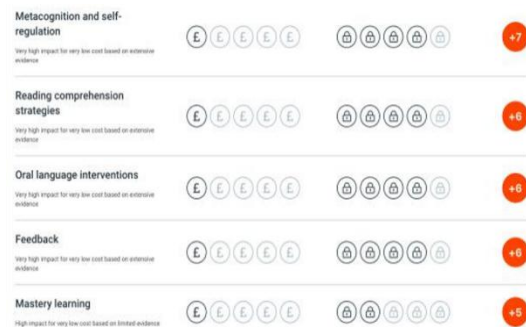 Metacognition and self-
regulation
Very high impact for very low cost based on extensive
evidence
£ £ £ £ £
+7
Reading comprehension
strategies
Very high impact for very low cost based on extensive
evidence
£ £ £ £ £
+6
Oral language interventions
Very high impact for very low cost based on extensive
evidence
£ £ £ £ £
+6
Feedback
Very high impact for very low cost based on extensive
evidence
£ £ £ £ £
+6
Mastery learning
High impact for very low cost based on limited evidence
£ £ £ £ £
+5